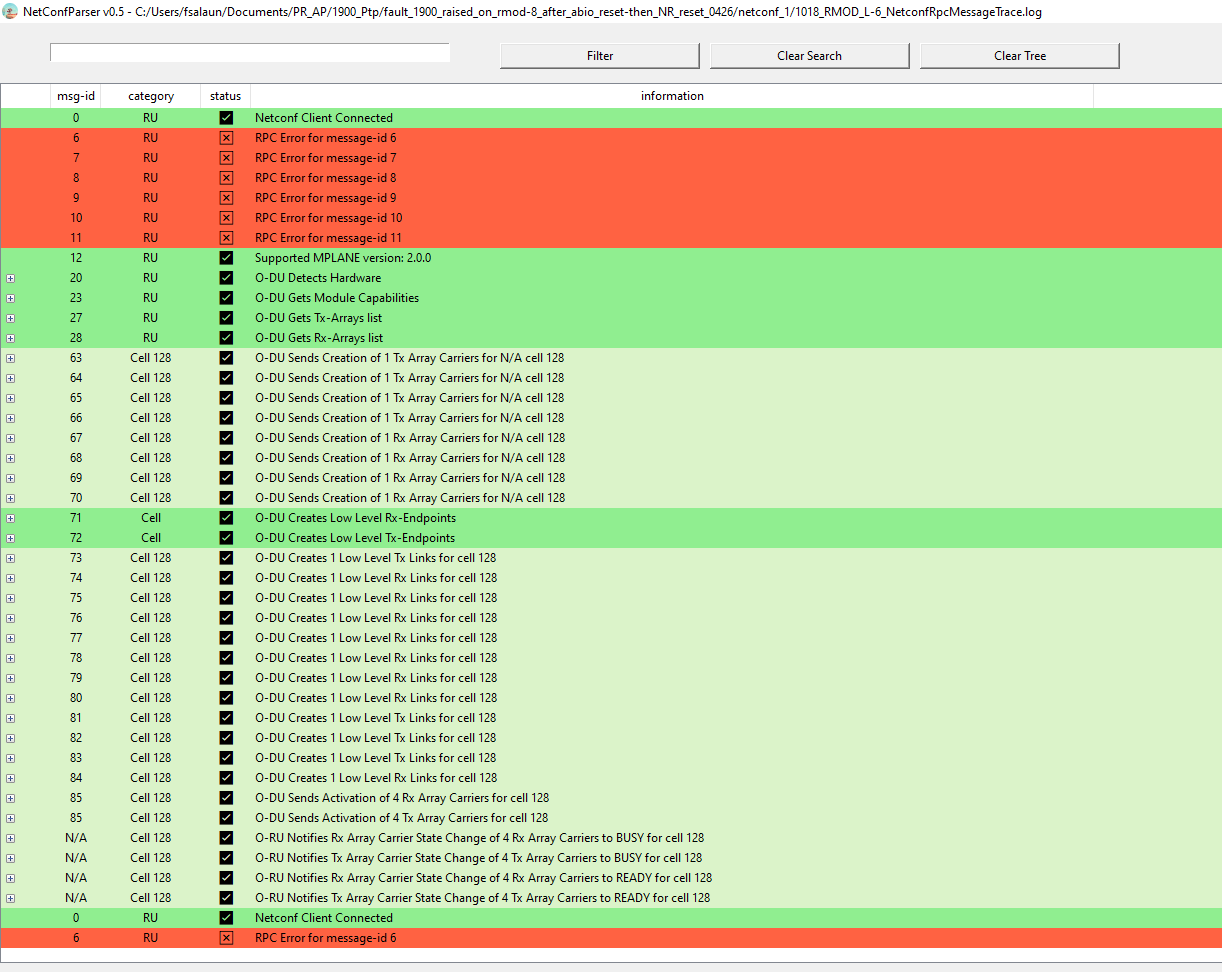 NetConfParser v0.5 - C:/Users/fsalaun/Documents/PR_AP/1900_Ptp/fault_1900_raised_on_rmod-8_after_abio_reset-then_NR_reset_0426/netconf_1/1018_RMOD_L-6_NetconfRpcMessageTrace.log
Filter Clear Search Clear Tree
msg-id category status information
0 RU Netconf Client Connected
6 RU RPC Error for message-id 6
7 RU RPC Error for message-id 7
8 RU RPC Error for message-id 8
9 RU RPC Error for message-id 9
10 RU RPC Error for message-id 10
11 RU RPC Error for message-id 11
12 RU Supported MPLANE version: 2.0.0
20 RU O-DU Detects Hardware
23 RU O-DU Gets Module Capabilities
27 RU O-DU Gets Tx-Arrays list
28 RU O-DU Gets Rx-Arrays list
63 Cell 128 O-DU Sends Creation of 1 Tx Array Carriers for N/A cell 128
64 Cell 128 O-DU Sends Creation of 1 Tx Array Carriers for N/A cell 128
65 Cell 128 O-DU Sends Creation of 1 Tx Array Carriers for N/A cell 128
66 Cell 128 O-DU Sends Creation of 1 Tx Array Carriers for N/A cell 128
67 Cell 128 O-DU Sends Creation of 1 Rx Array Carriers for N/A cell 128
68 Cell 128 O-DU Sends Creation of 1 Rx Array Carriers for N/A cell 128
69 Cell 128 O-DU Sends Creation of 1 Rx Array Carriers for N/A cell 128
70 Cell 128 O-DU Sends Creation of 1 Rx Array Carriers for N/A cell 128
71 Cell O-DU Creates Low Level Rx-Endpoints
72 Cell O-DU Creates Low Level Tx-Endpoints
73 Cell 128 O-DU Creates 1 Low Level Tx Links for cell 128
74 Cell 128 O-DU Creates 1 Low Level Rx Links for cell 128
75 Cell 128 O-DU Creates 1 Low Level Rx Links for cell 128
76 Cell 128 O-DU Creates 1 Low Level Rx Links for cell 128
77 Cell 128 O-DU Creates 1 Low Level Rx Links for cell 128
78 Cell 128 O-DU Creates 1 Low Level Rx Links for cell 128
79 Cell 128 O-DU Creates 1 Low Level Rx Links for cell 128
80 Cell 128 O-DU Creates 1 Low Level Rx Links for cell 128
81 Cell 128 O-DU Creates 1 Low Level Tx Links for cell 128
82 Cell 128 O-DU Creates 1 Low Level Tx Links for cell 128
83 Cell 128 O-DU Creates 1 Low Level Tx Links for cell 128
84 Cell 128 O-DU Creates 1 Low Level Rx Links for cell 128
85 Cell 128 O-DU Sends Activation of 4 Rx Array Carriers for cell 128
85 Cell 128 O-DU Sends Activation of 4 Tx Array Carriers for cell 128
N/A Cell 128 O-RU Notifies Rx Array Carrier State Change of 4 Rx Array Carriers to BUSY for cell 128
N/A Cell 128 O-RU Notifies Tx Array Carrier State Change of 4 Tx Array Carriers to BUSY for cell 128
N/A Cell 128 O-RU Notifies Rx Array Carrier State Change of 4 Rx Array Carriers to READY for cell 128
N/A Cell 128 O-RU Notifies Tx Array Carrier State Change of 4 Tx Array Carriers to READY for cell 128
0 RU Netconf Client Connected
6 RU RPC Error for message-id 6